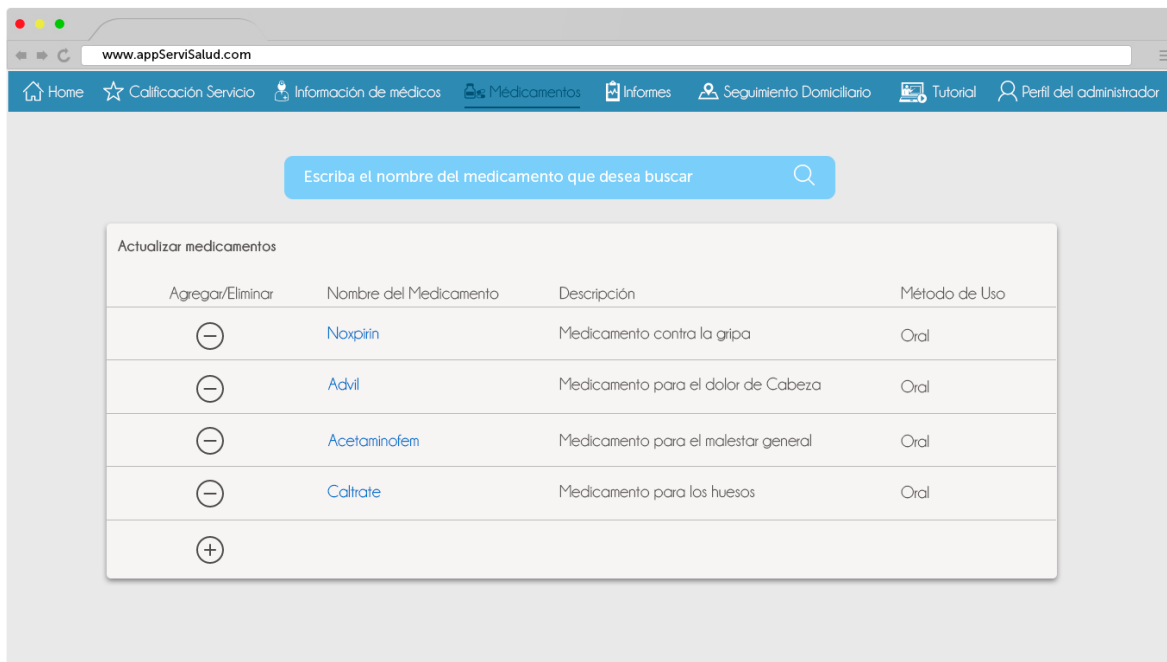 www.appServiSalud.com
Home Calificación Servicio Información de médicos Médicamentos Informes Seguimiento Domiciliario Tutorial Perfil del administrador
Escriba el nombre del medicamento que desea buscar
Actualizar medicamentos
Agregar/Eliminar Nombre del Medicamento Descripción Método de Uso
Noxpirin Medicamento contra la gripa Oral
Advil Medicamento para el dolor de Cabeza Oral
Acetaminofem Medicamento para el malestar general Oral
Caltrate Medicamento para los huesos Oral